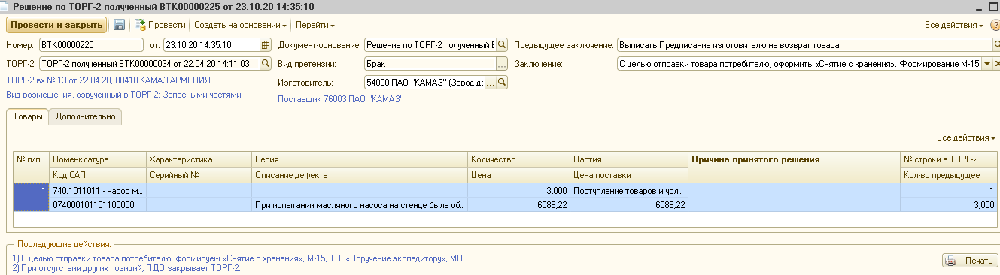 Решение по ТОРГ-2 полученный ВТК00000225 от 23.10.20 14:35:10
Провести и закрыть Провести Создать на основании Перейти Все действия
Номер: ВТК00000225 от: 23.10.20 14:35:10 Документ-основание: Решение по ТОРГ-2 полученный В Предыдущее заключение: Выписать Предписание изготовителю на возврат товара
ТОРГ-2: ТОРГ-2 полученный ВТК00000034 от 22.04.20 14:11:03 Вид претензии: Брак Заключение: С целью отправки товара потребителю, оформить «Снятие с хранения». Формирование М-15
ТОРГ-2 вх.№ 13 от 22.04.20, 80410 КАМАЗ АРМЕНИЯ Изготовитель: 54000 ПАО "КАМАЗ" (Завод де
Вид возмещения, озвученный в ТОРГ-2: Запасными частями Поставщик 76003 ПАО "КАМАЗ"
Товары Дополнительно
Все действия
№ п/п Номенклатура Характеристика Серия Количество Партия Причина принятого решения № строки в ТОРГ-2
Код САП Серийный № Описание дефекта Цена Цена поставки Кол-во предыдущее
1 740.1011011 - насос м... 3,000 Поступление товаров и усл... 1
074000101101100000 При испытании масляного насоса на стенде была об... 6589,22 6589,22 3,000
Последующие действия:
1) С целью отправки товара потребителю, формируем «Снятие с хранения», М-15, ТН, «Поручение экспедитору», МП.
2) При отсутствии других позиций, ПДО закрывает ТОРГ-2.
Печать